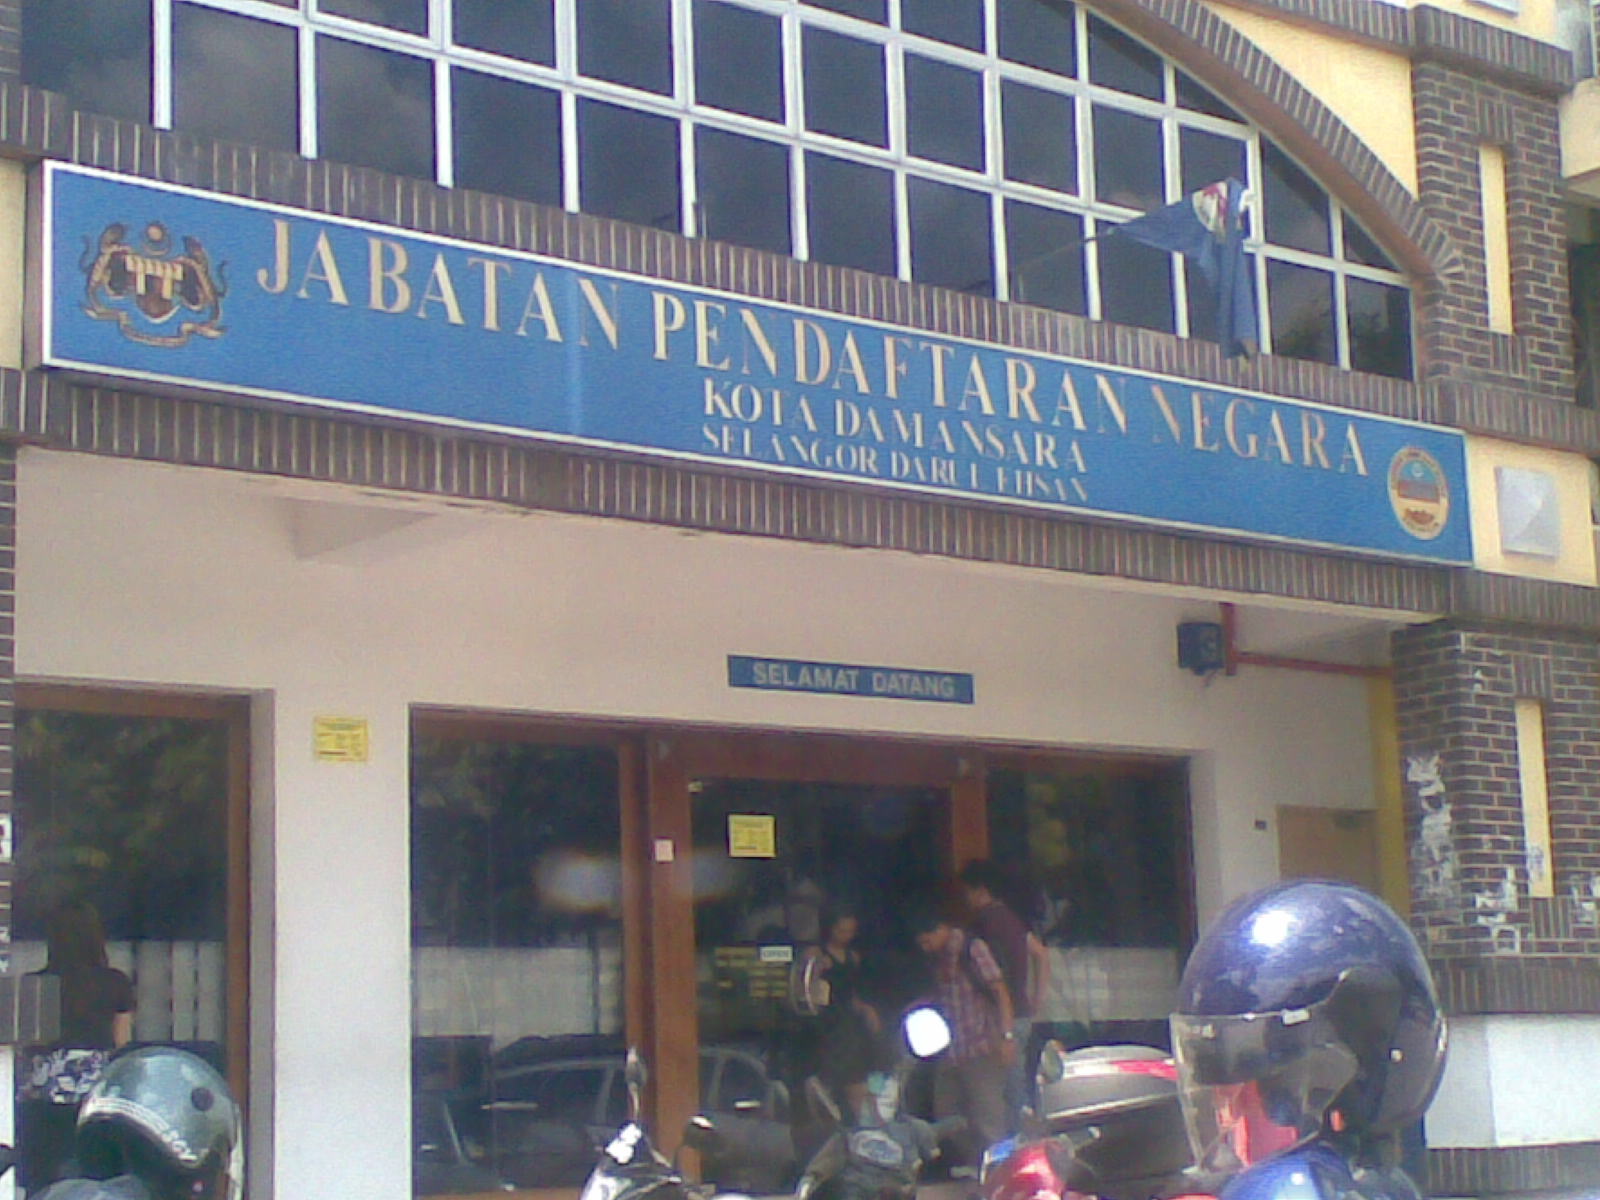 JABATAN PENDAFTARAN NEGARA
KOTA DAMANSARA
SELANGOR DARUL EHSAN
SELAMAT DATANG